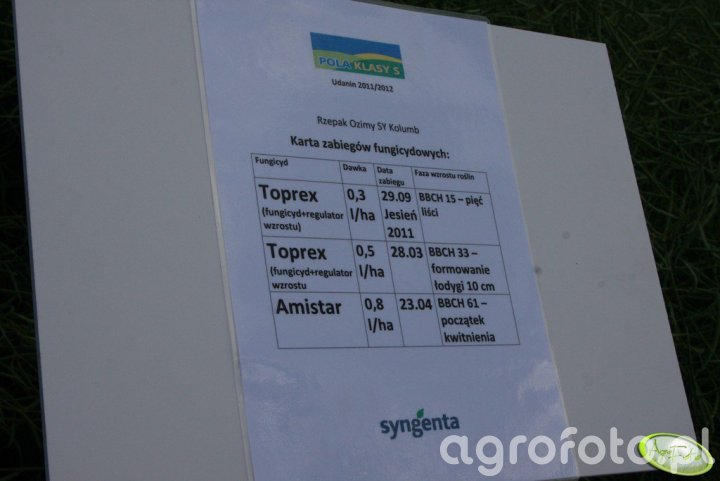 POLA KLASY S
Udanin 2011/2012
Rzepak Ozimy SY Kolumb
Karta zabiegów fungicydowych:
Fungicyd Dawka Data zabiegu Faza wzrostu roślin
Toprex (fungicyd+regulator wzrostu) 0,3 l/ha 29.09 Jesień 2011 BBCH 15 – pięć liści
Toprex (fungicyd+regulator wzrostu 0,5 l/ha 28.03 BBCH 33 – formowanie łodygi 10 cm
Amistar 0,8 l/ha 23.04 BBCH 61 – początek kwitnienia
syngenta
agrofoto.pl